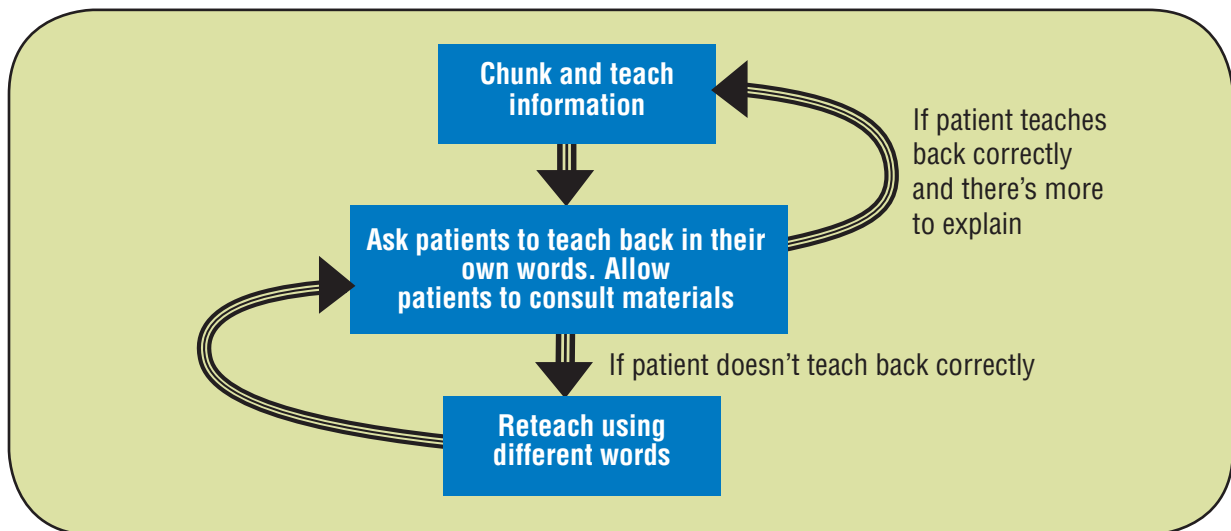 Chunk and teach
information
If patient teaches
back correctly
and there’s more
to explain
Ask patients to teach back in their
own words. Allow
patients to consult materials
If patient doesn’t teach back correctly
Reteach using
different words